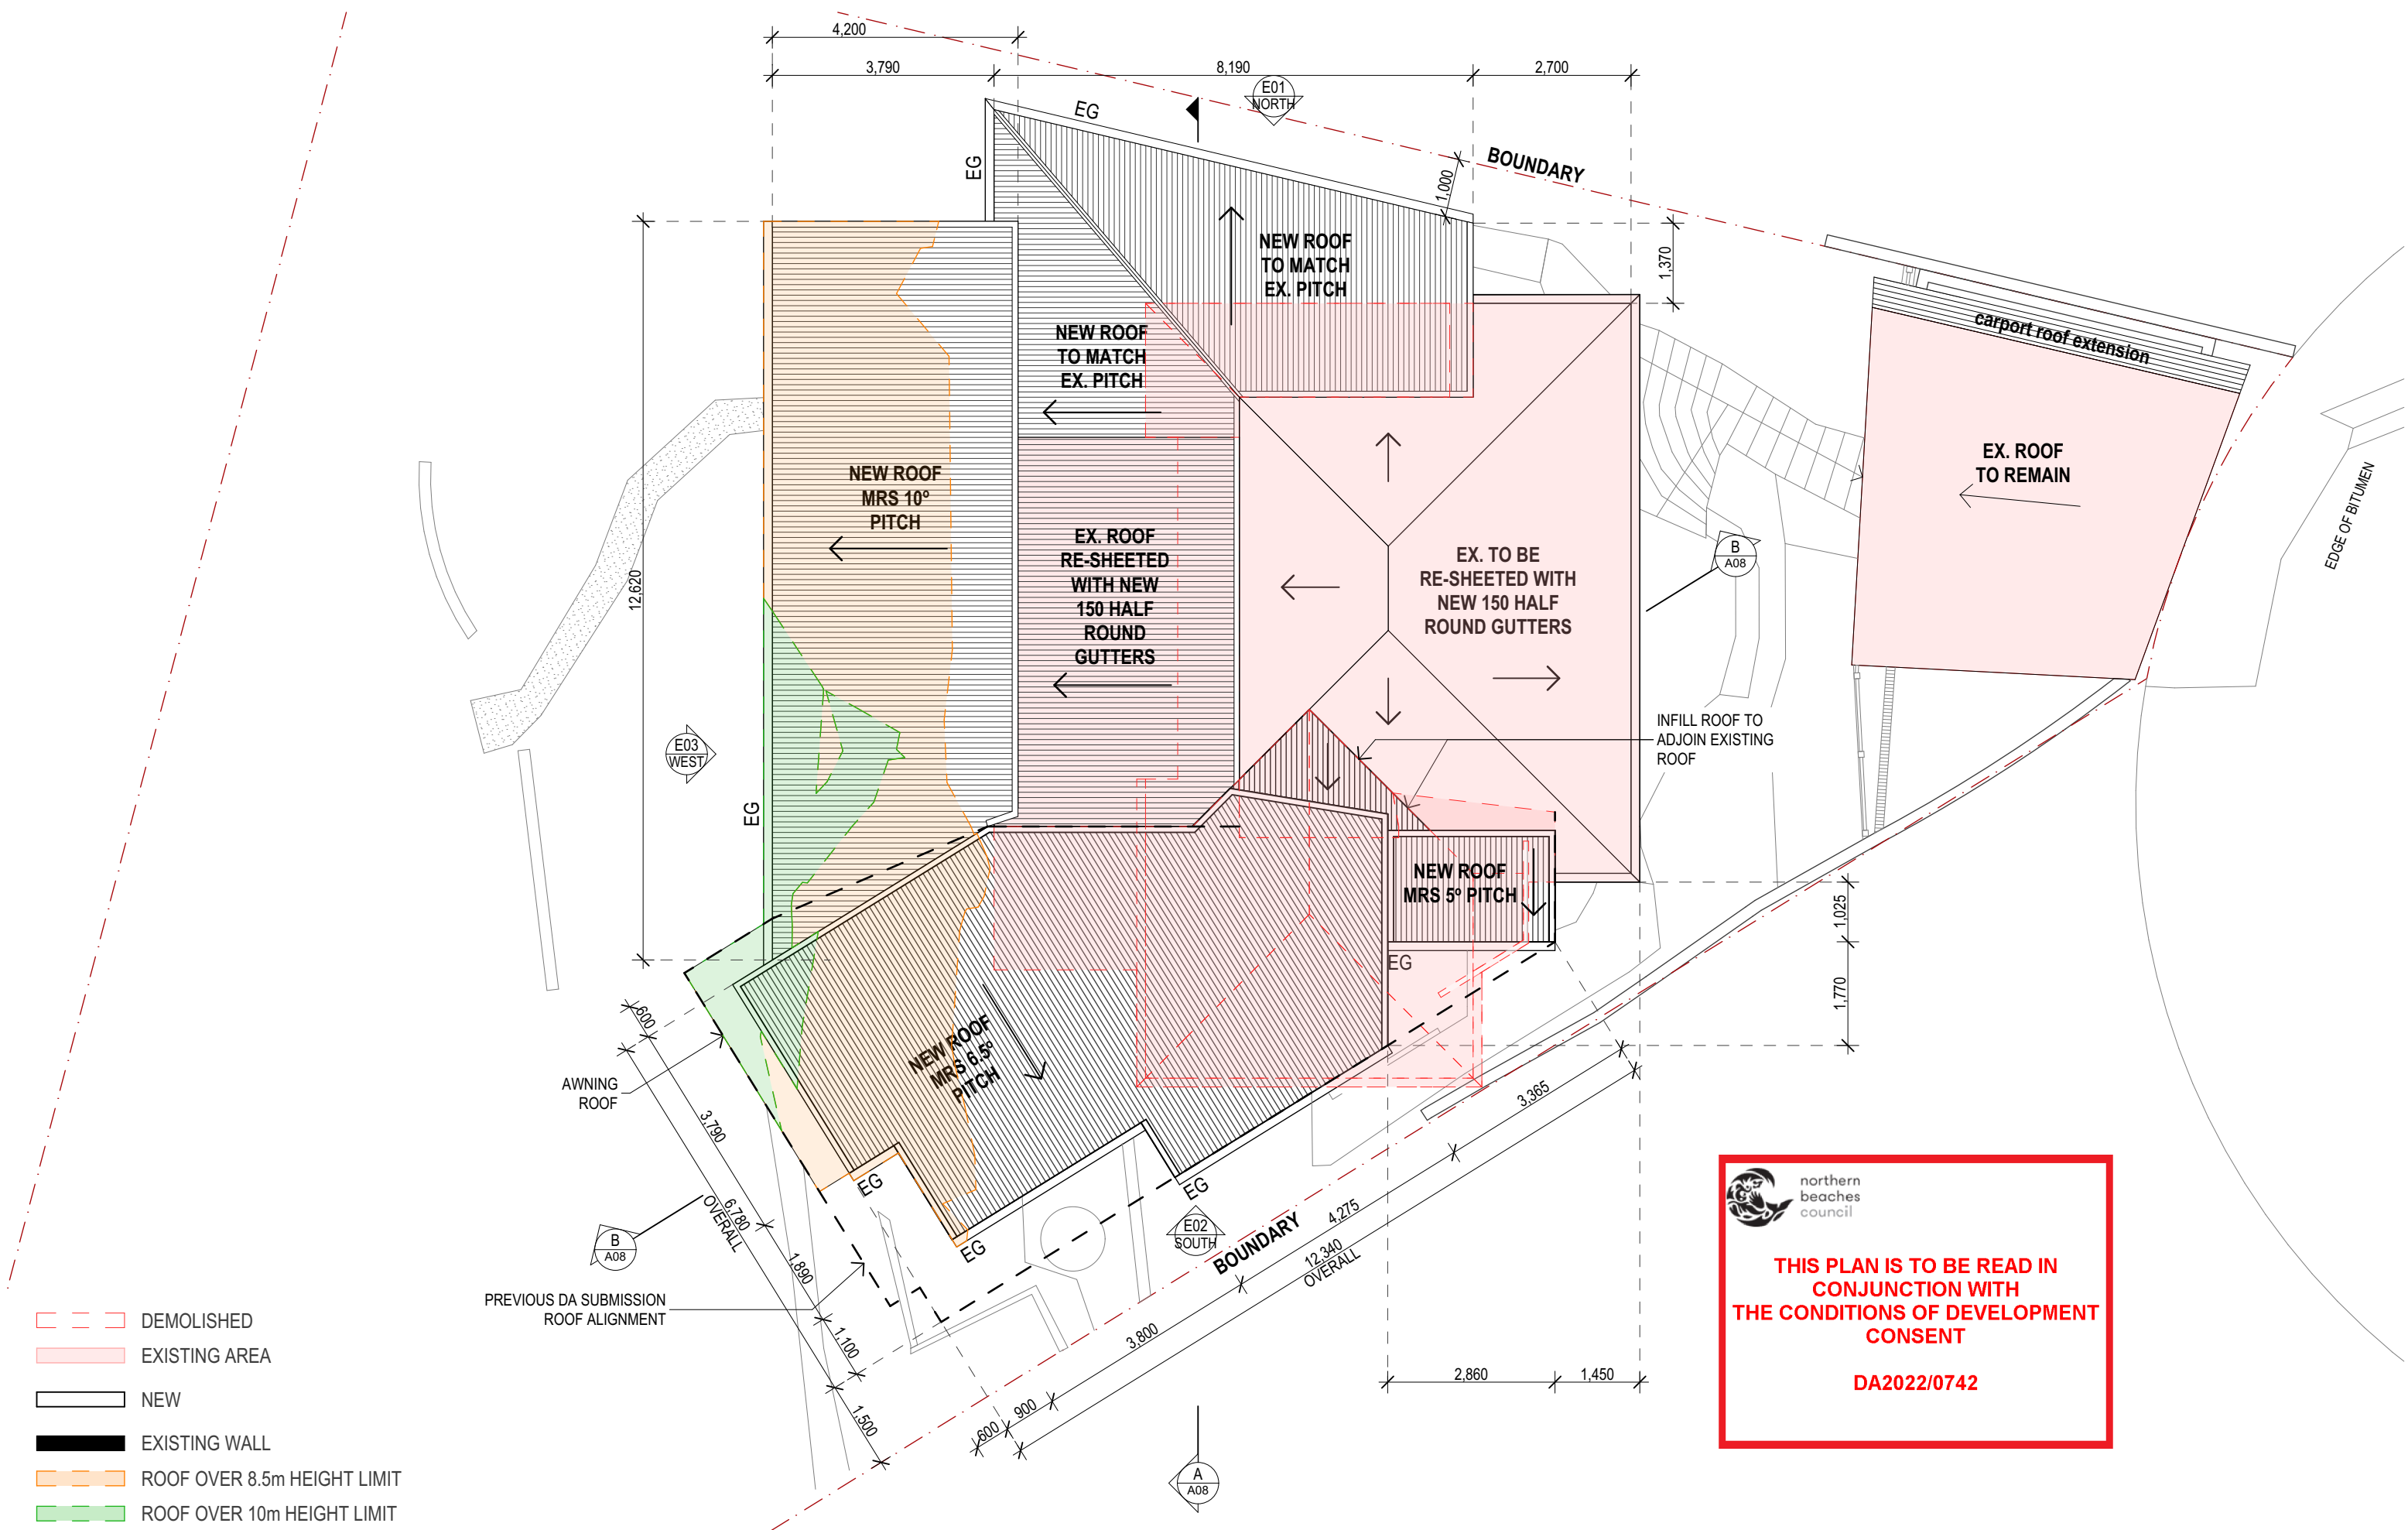 4,200
3,790
8,190
2,700
E01
NORTH
EG
EG
BOUNDARY
1,000
1,370
NEW ROOF
TO MATCH
EX. PITCH
NEW ROOF
TO MATCH
EX. PITCH
carport roof extension
EX. ROOF
TO REMAIN
EDGE OF BITUMEN
NEW ROOF
MRS 10º
PITCH
12,620
EX. ROOF
RE-SHEETED
WITH NEW
150 HALF
ROUND
GUTTERS
EX. TO BE
RE-SHEETED WITH
NEW 150 HALF
ROUND GUTTERS
B
A08
INFILL ROOF TO
ADJOIN EXISTING
ROOF
E03
WEST
EG
NEW ROOF
MRS 5º PITCH
EG
1,025
1,770
600
NEW ROOF
MRS 6.5º
PITCH
AWNING
ROOF
3,790
6,780
OVERALL
1,890
1,100
1,500
EG
EG
EG
B
A08
PREVIOUS DA SUBMISSION
ROOF ALIGNMENT
E02
SOUTH
BOUNDARY
3,365
4,275
12,340
OVERALL
3,800
900
600
2,860
1,450
A
A08
DEMOLISHED
EXISTING AREA
NEW
EXISTING WALL
ROOF OVER 8.5m HEIGHT LIMIT
ROOF OVER 10m HEIGHT LIMIT
northern
beaches
council
THIS PLAN IS TO BE READ IN
CONJUNCTION WITH
THE CONDITIONS OF DEVELOPMENT
CONSENT
DA2022/0742